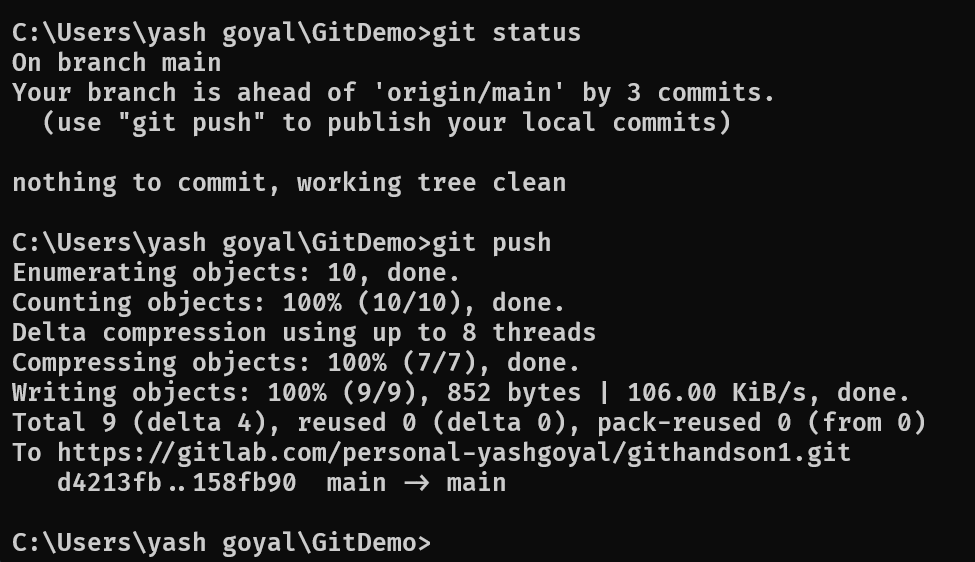 C:\Users\yash goyal\GitDemo>git status
On branch main
Your branch is ahead of 'origin/main' by 3 commits.
  (use "git push" to publish your local commits)

nothing to commit, working tree clean

C:\Users\yash goyal\GitDemo>git push
Enumerating objects: 10, done.
Counting objects: 100% (10/10), done.
Delta compression using up to 8 threads
Compressing objects: 100% (7/7), done.
Writing objects: 100% (9/9), 852 bytes | 106.00 KiB/s, done.
Total 9 (delta 4), reused 0 (delta 0), pack-reused 0 (from 0)
To https://gitlab.com/personal-yashgoyal/githandson1.git
   d4213fb..158fb90  main -> main

C:\Users\yash goyal\GitDemo>